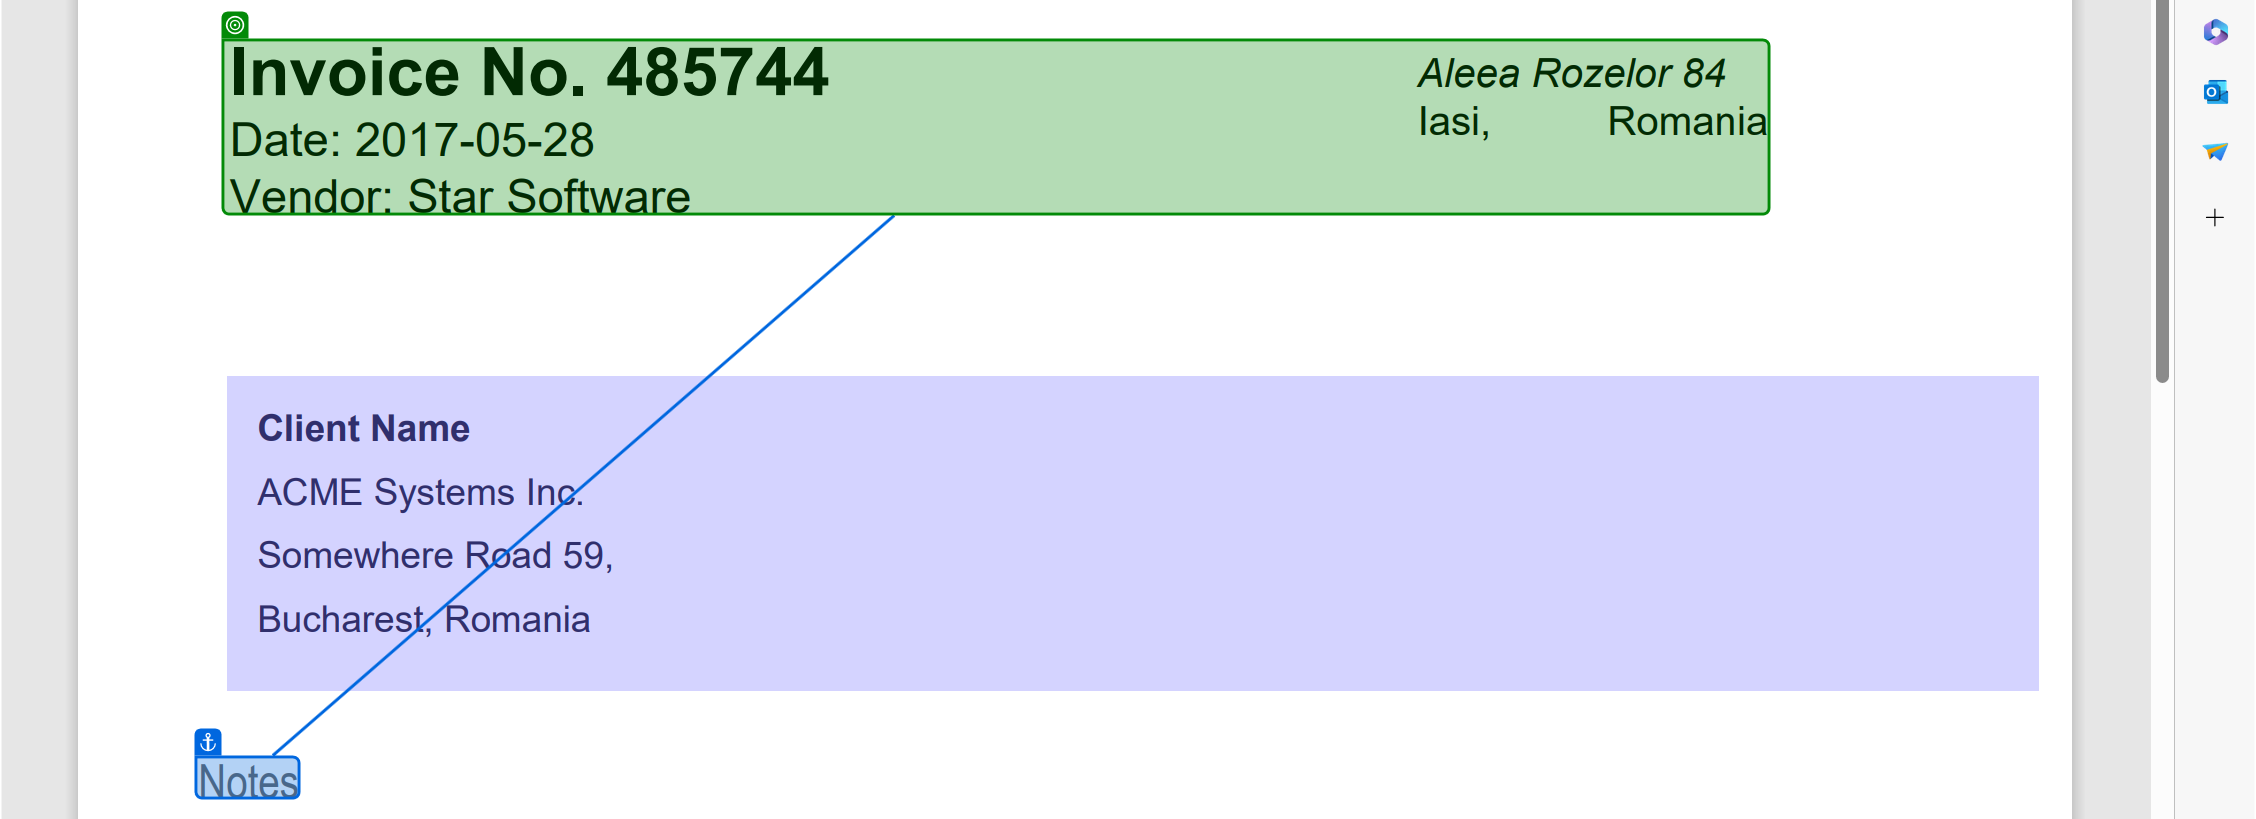 Invoice No. 485744
Date: 2017-05-28
Vendor: Star Software
Aleea Rozelor 84
Iasi, Romania
Client Name
ACME Systems Inc.
Somewhere Road 59,
Bucharest, Romania
Notes